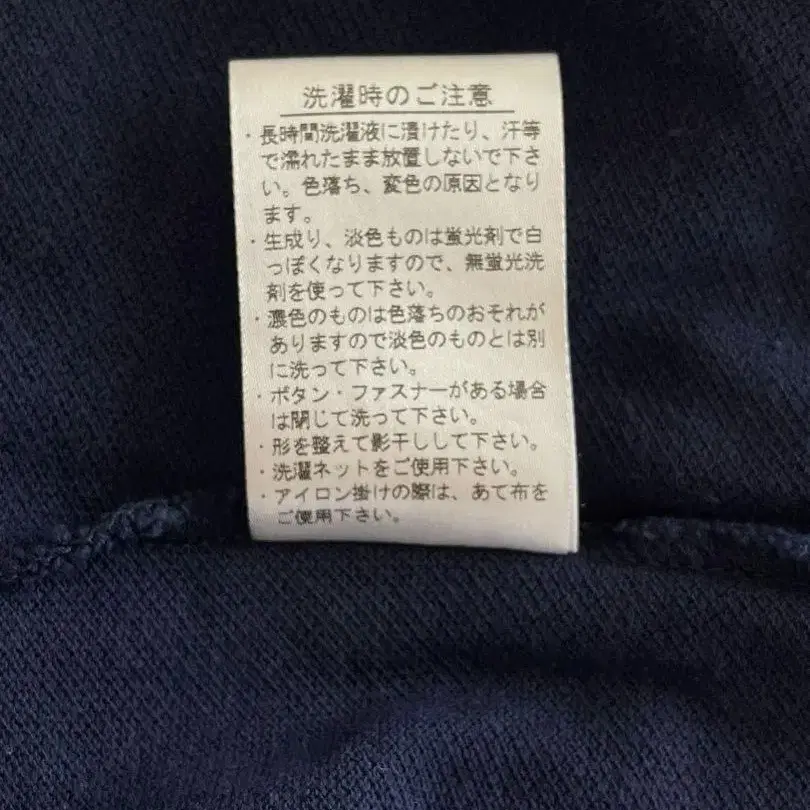 洗濯時のご注意
・長時間洗濯液に漬けたり、汗等
で濡れたまま放置しないで下さ
い。色落ち、変色の原因となり
ます。
・生成り、淡色ものは蛍光剤で白
っぽくなりますので、無蛍光洗
剤を使って下さい。
・濃色のものは色落ちのおそれが
ありますので淡色のものとは別
に洗って下さい。
・ボタン・ファスナーがある場合
は閉じて洗って下さい。
・形を整えて影干しして下さい。
・洗濯ネットをご使用下さい。
・アイロン掛けの際は、あて布を
ご使用下さい。